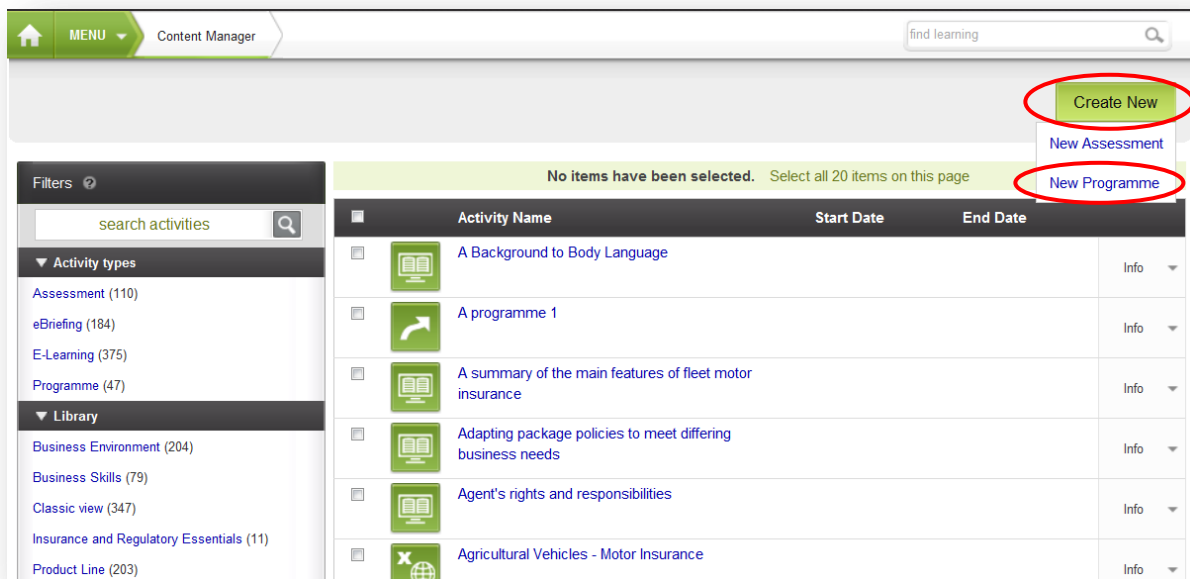 MENU
Content Manager
find learning
Create New
New Assessment
New Programme
Filters ?
No items have been selected. Select all 20 items on this page
search activities
Activity Name Start Date End Date
▼ Activity types
Assessment (110)
eBriefing (184)
E-Learning (375)
Programme (47)
▼ Library
Business Environment (204)
Business Skills (79)
Classic view (347)
Insurance and Regulatory Essentials (11)
Product Line (203)
A Background to Body Language
Info
A programme 1
Info
A summary of the main features of fleet motor
insurance
Info
Adapting package policies to meet differing
business needs
Info
Agent's rights and responsibilities
Info
X
Agricultural Vehicles - Motor Insurance
Info